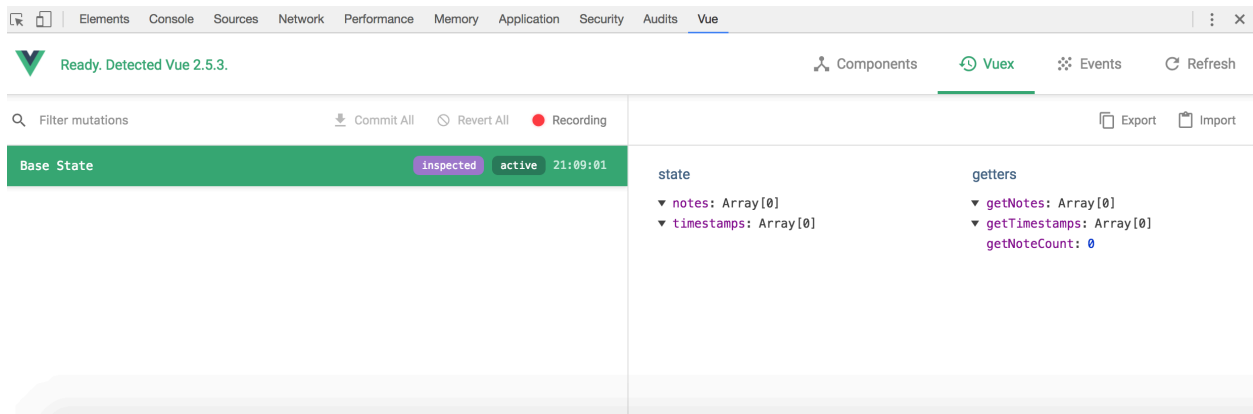 Elements Console Sources Network Performance Memory Application Security Audits Vue
Ready. Detected Vue 2.5.3. Components Vuex Events Refresh
Filter mutations Commit All Revert All Recording Export Import
Base State inspected active 21:09:01
state getters
notes: Array[0] getNotes: Array[0]
timestamps: Array[0] getTimestamps: Array[0]
getNoteCount: 0